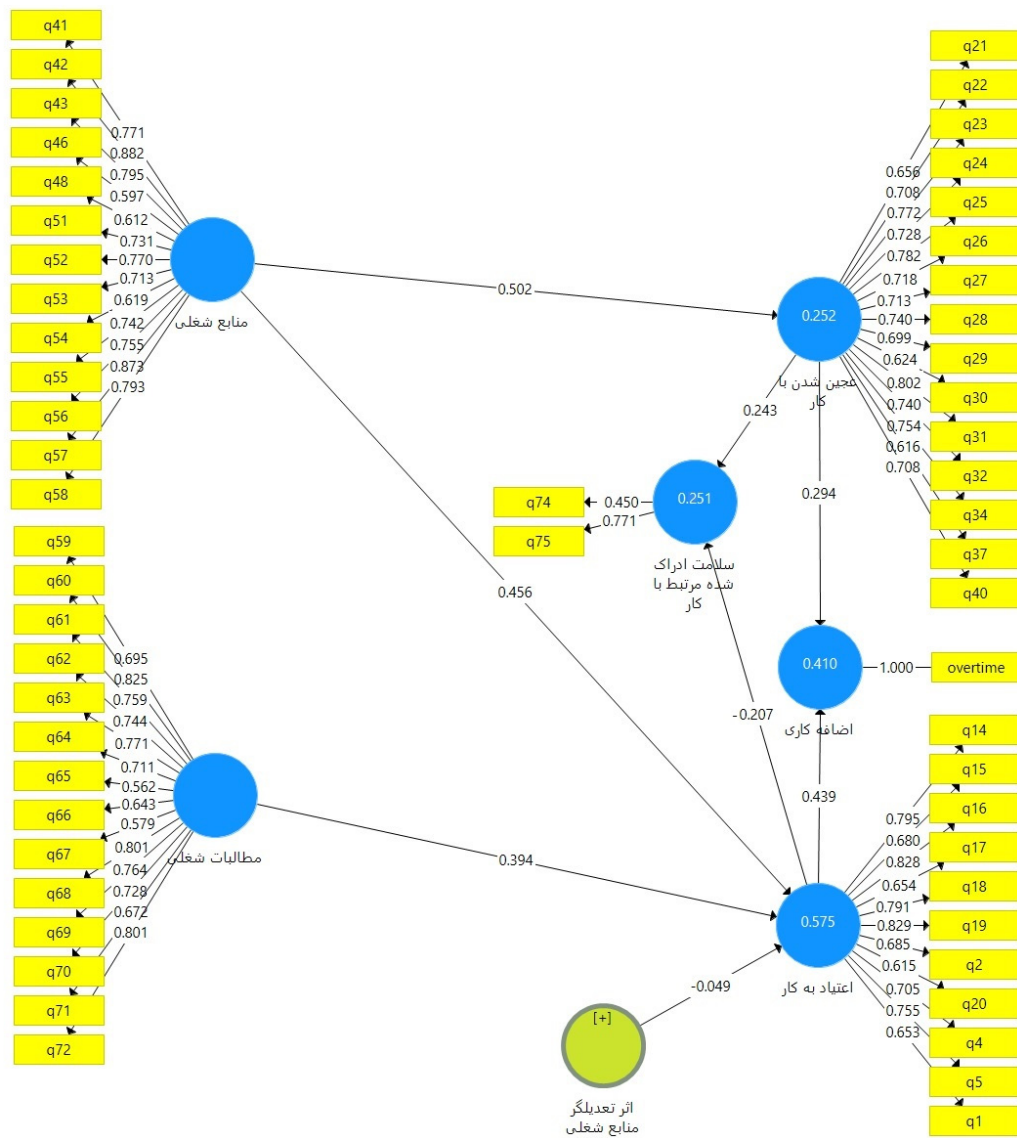 q41
q42
q43
q46
q48
q51
q52
q53
q54
q55
q56
q57
q58
0.771
0.882
0.795
0.597
0.612
0.731
0.770
0.713
0.619
0.742
0.755
0.873
0.793
منابع شغلی
0.502
0.456
q59
q60
q61
q62
q63
q64
q65
q66
q67
q68
q69
q70
q71
q72
0.695
0.825
0.759
0.744
0.771
0.711
0.562
0.643
0.579
0.801
0.764
0.728
0.672
0.801
مطالبات شغلی
0.394
q74
q75
0.450
0.771
0.251
سلامت ادراک
شده مرتبط با
کار
0.243
-0.207
0.252
عجین شدن با
کار
0.294
0.656
0.708
0.772
0.728
0.782
0.718
0.713
0.740
0.699
0.624
0.802
0.740
0.754
0.616
0.708
q21
q22
q23
q24
q25
q26
q27
q28
q29
q30
q31
q32
q34
q37
q40
0.410
1.000
overtime
اضافه کاری
0.439
0.575
اعتیاد به کار
0.795
0.680
0.828
0.654
0.791
0.829
0.685
0.615
0.705
0.755
0.653
q14
q15
q16
q17
q18
q19
q2
q20
q4
q5
q1
-0.049
[+]
اثر تعدیلگر
منابع شغلی